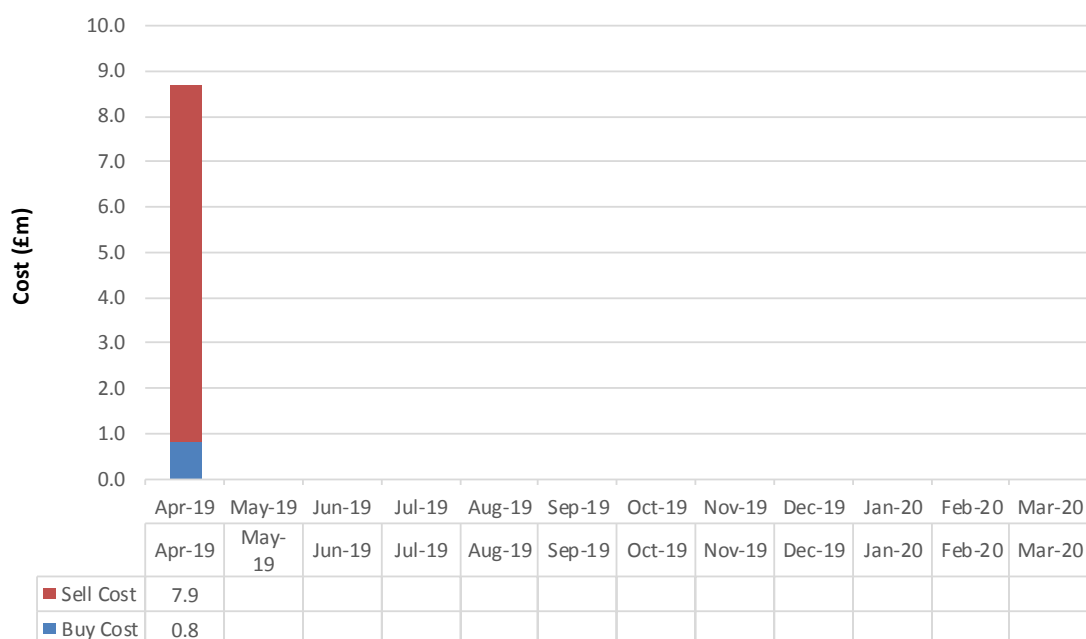 10.0
9.0
8.0
7.0
6.0
5.0
4.0
3.0
2.0
1.0
0.0
Cost (£m)
Apr-19 May-19 Jun-19 Jul-19 Aug-19 Sep-19 Oct-19 Nov-19 Dec-19 Jan-20 Feb-20 Mar-20
Apr-19 May-19 Jun-19 Jul-19 Aug-19 Sep-19 Oct-19 Nov-19 Dec-19 Jan-20 Feb-20 Mar-20
Sell Cost 7.9
Buy Cost 0.8